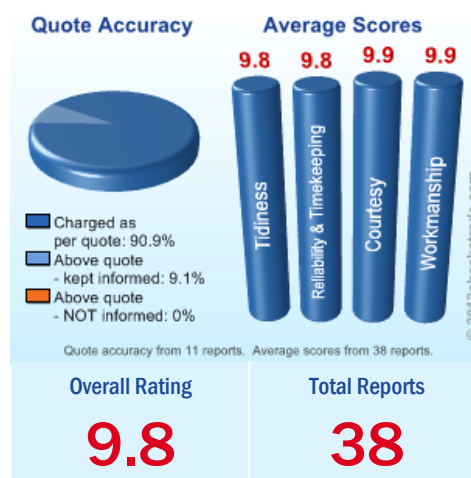 Quote Accuracy
Average Scores
9.8
9.8
9.9
9.9
Tidiness
Reliability & Timekeeping
Courtesy
Workmanship
Charged as
per quote: 90.9%
Above quote
- kept informed: 9.1%
Above quote
- NOT informed: 0%
Quote accuracy from 11 reports. Average scores from 38 reports.
Overall Rating
Total Reports
9.8
38